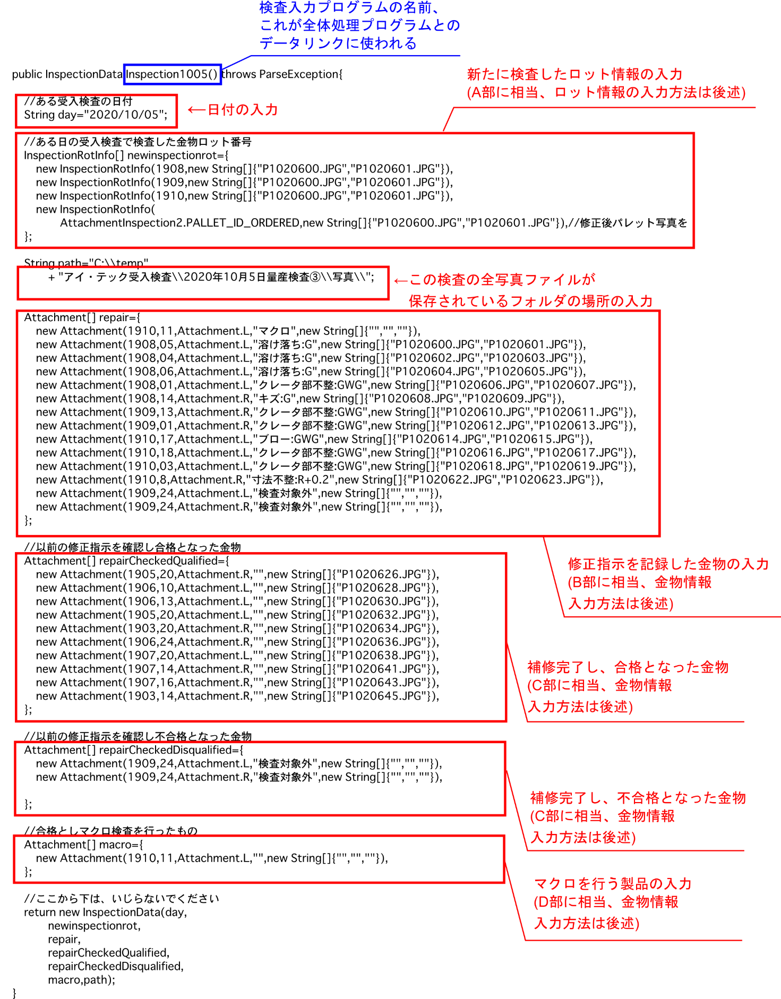 検査入力プログラムの名前、
これが全体処理プログラムとの
データリンクに使われる
public InspectionData Inspection1005() throws ParseException{
新たに検査したロット情報の入力
(A部に相当、ロット情報の入力方法は後述)
//ある受入検査の日付
String day="2020/10/05";
←日付の入力
//ある日の受入検査で検査した金物ロット番号
InspectionRotInfo[] newinspectionrot={
new InspectionRotInfo(1908,new String[]{"P1020600.JPG","P1020601.JPG"}),
new InspectionRotInfo(1909,new String[]{"P1020600.JPG","P1020601.JPG"}),
new InspectionRotInfo(1910,new String[]{"P1020600.JPG","P1020601.JPG"}),
new InspectionRotInfo(
AttachmentInspection2.PALLET_ID_ORDERED,new String[]{"P1020600.JPG","P1020601.JPG"}),//修正後パレット写真を
};
String path="C:\\temp"
+ "アイ・テック受入検査\\2020年10月5日量産検査③\\写真\\";
←この検査の全写真ファイルが
保存されているフォルダの場所の入力
Attachment[] repair={
new Attachment(1910,11,Attachment.L,"マクロ",new String[]{"","",""}),
new Attachment(1908,05,Attachment.L,"溶け落ち:G",new String[]{"P1020600.JPG","P1020601.JPG"}),
new Attachment(1908,04,Attachment.L,"溶け落ち:G",new String[]{"P1020602.JPG","P1020603.JPG"}),
new Attachment(1908,06,Attachment.L,"溶け落ち:G",new String[]{"P1020604.JPG","P1020605.JPG"}),
new Attachment(1908,01,Attachment.L,"クレータ部不整:GWG",new String[]{"P1020606.JPG","P1020607.JPG"}),
new Attachment(1908,14,Attachment.R,"キズ:G",new String[]{"P1020608.JPG","P1020609.JPG"}),
new Attachment(1909,13,Attachment.R,"クレータ部不整:GWG",new String[]{"P1020610.JPG","P1020611.JPG"}),
new Attachment(1909,01,Attachment.R,"クレータ部不整:GWG",new String[]{"P1020612.JPG","P1020613.JPG"}),
new Attachment(1910,17,Attachment.L,"ブロー:GWG",new String[]{"P1020614.JPG","P1020615.JPG"}),
new Attachment(1910,18,Attachment.L,"クレータ部不整:GWG",new String[]{"P1020616.JPG","P1020617.JPG"}),
new Attachment(1910,03,Attachment.L,"クレータ部不整:GWG",new String[]{"P1020618.JPG","P1020619.JPG"}),
new Attachment(1910,8,Attachment.R,"寸法不整:R+0.2",new String[]{"P1020622.JPG","P1020623.JPG"}),
new Attachment(1909,24,Attachment.L,"検査対象外",new String[]{"","",""}),
new Attachment(1909,24,Attachment.R,"検査対象外",new String[]{"","",""}),
};
//以前の修正指示を確認し合格となった金物
Attachment[] repairCheckedQualified={
new Attachment(1905,20,Attachment.R,"",new String[]{"P1020626.JPG"}),
new Attachment(1906,10,Attachment.L,"",new String[]{"P1020628.JPG"}),
new Attachment(1906,13,Attachment.L,"",new String[]{"P1020630.JPG"}),
new Attachment(1905,20,Attachment.L,"",new String[]{"P1020632.JPG"}),
new Attachment(1903,20,Attachment.R,"",new String[]{"P1020634.JPG"}),
new Attachment(1906,24,Attachment.R,"",new String[]{"P1020636.JPG"}),
new Attachment(1907,20,Attachment.L,"",new String[]{"P1020638.JPG"}),
new Attachment(1907,14,Attachment.R,"",new String[]{"P1020641.JPG"}),
new Attachment(1907,16,Attachment.R,"",new String[]{"P1020643.JPG"}),
new Attachment(1903,14,Attachment.R,"",new String[]{"P1020645.JPG"}),
};
修正指示を記録した金物の入力
(B部に相当、金物情報
入力方法は後述)
補修完了し、合格となった金物
(C部に相当、金物情報
入力方法は後述)
//以前の修正指示を確認し不合格となった金物
Attachment[] repairCheckedDisqualified={
new Attachment(1909,24,Attachment.L,"検査対象外",new String[]{"","",""}),
new Attachment(1909,24,Attachment.R,"検査対象外",new String[]{"","",""}),
};
補修完了し、不合格となった金物
(C部に相当、金物情報
入力方法は後述)
//合格としマクロ検査を行ったもの
Attachment[] macro={
new Attachment(1910,11,Attachment.L,"",new String[]{"","",""}),
};
マクロを行う製品の入力
(D部に相当、金物情報
入力方法は後述)
//ここから下は、いじらないでください
return new InspectionData(day,
newinspectionrot,
repair,
repairCheckedQualified,
repairCheckedDisqualified,
macro,path);
}